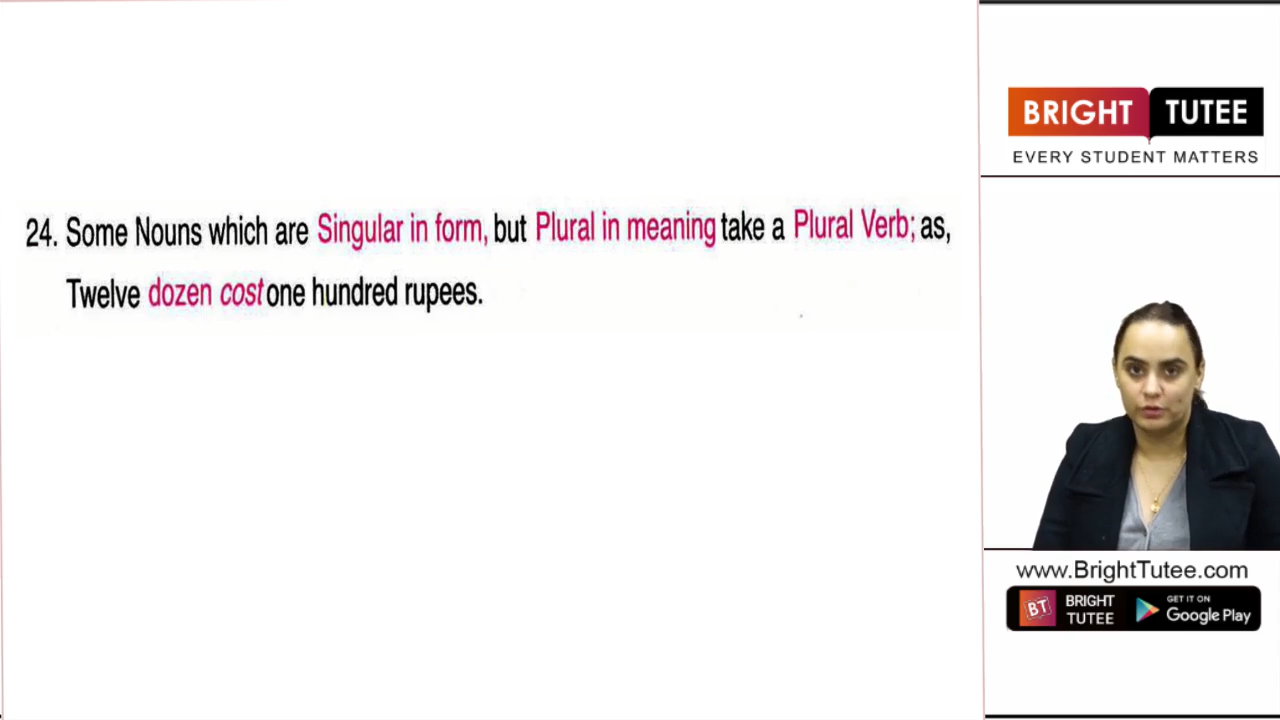 24. Some Nouns which are Singular in form, but Plural in meaning take a Plural Verb; as,
Twelve dozen cost one hundred rupees.
BRIGHT TUTEE
EVERY STUDENT MATTERS
www.BrightTutee.com
BT BRIGHT TUTEE
GET IT ON
Google Play